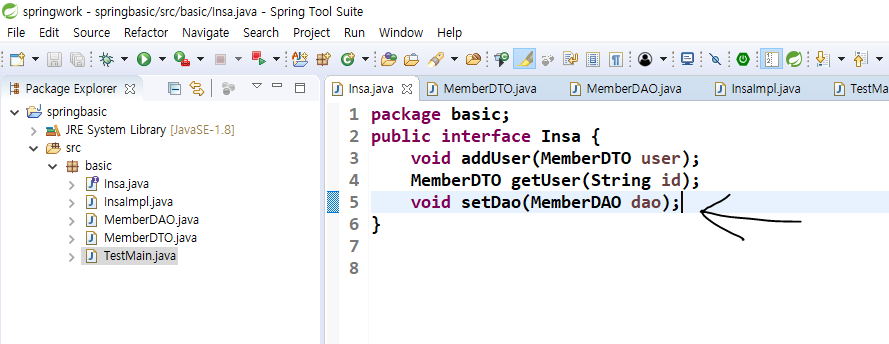 springwork - springbasic/src/basic/Insa.java - Spring Tool Suite
File Edit Source Refactor Navigate Search Project Run Window Help
Package Explorer
springbasic
JRE System Library [JavaSE-1.8]
src
basic
Insa.java
InsaImpl.java
MemberDAO.java
MemberDTO.java
TestMain.java
Insa.java MemberDTO.java MemberDAO.java InsaImpl.java TestMai
1 package basic;
2 public interface Insa {
3 void addUser(MemberDTO user);
4 MemberDTO getUser(String id);
5 void setDao(MemberDAO dao);
6 }
7
8